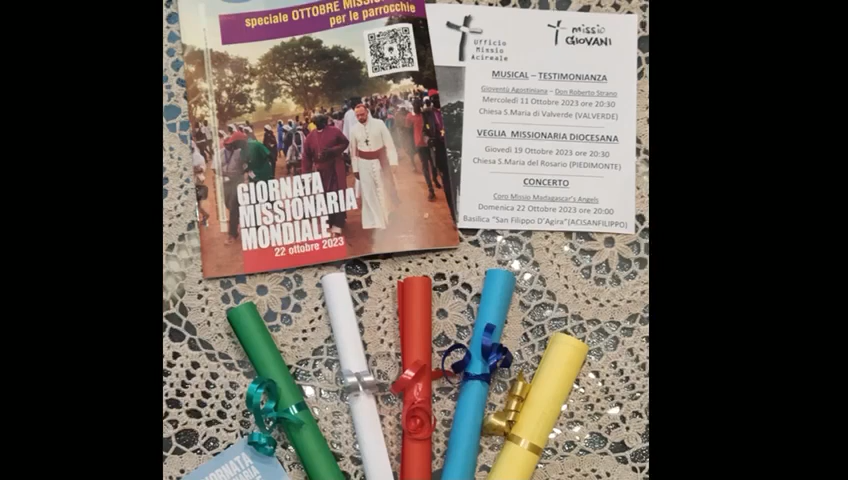 speciale OTTOBRE
per le parrocchie
GIORNATA
MISSIONARIA
MONDIALE
22 ottobre 2023
Ufficio
Missio
Acireale
missio
GIOVANI
MUSICAL – TESTIMONIANZA
Gioventù Agostiniana – Don Roberto Strano
Mercoledì 11 Ottobre 2023 ore 20:30
Chiesa S.Maria di Valverde (VALVERDE)
VEGLIA MISSIONARIA DIOCESANA
Giovedì 19 Ottobre 2023 ore 20:30
Chiesa S.Maria del Rosario (PIEDIMONTE)
CONCERTO
Coro Missio Madagascar's Angels
Domenica 22 Ottobre 2023 ore 20:00
Basilica "San Filippo D'Agira"(ACISANFILIPPO)